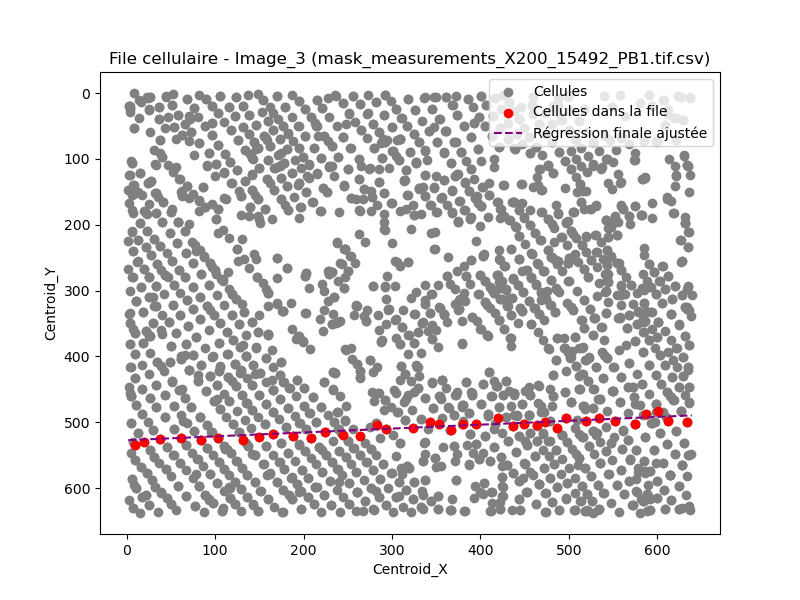 File cellulaire - Image_3 (mask_measurements_X200_15492_PB1.tif.csv)
Cellules
Cellules dans la file
Régression finale ajustée
0
100
200
300
400
500
600
Centroid_Y
0 100 200 300 400 500 600
Centroid_X